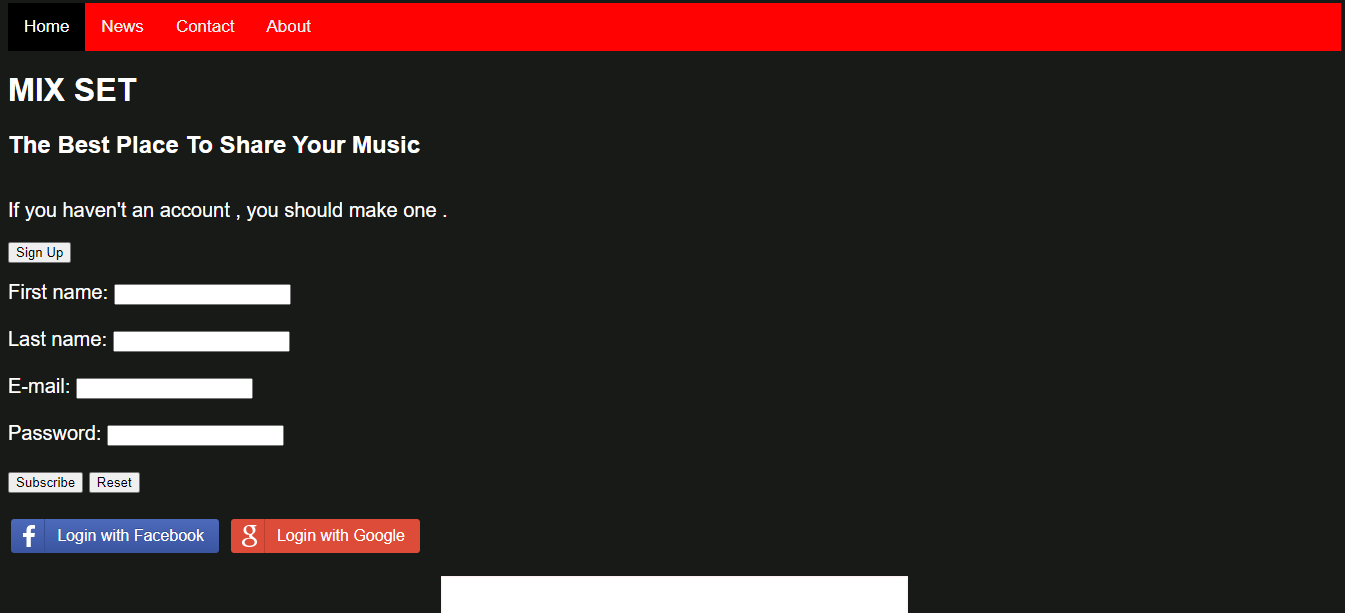 Home News Contact About
MIX SET
The Best Place To Share Your Music
If you haven't an account , you should make one .
Sign Up
First name:
Last name:
E-mail:
Password:
Subscribe Reset
f Login with Facebook g Login with Google